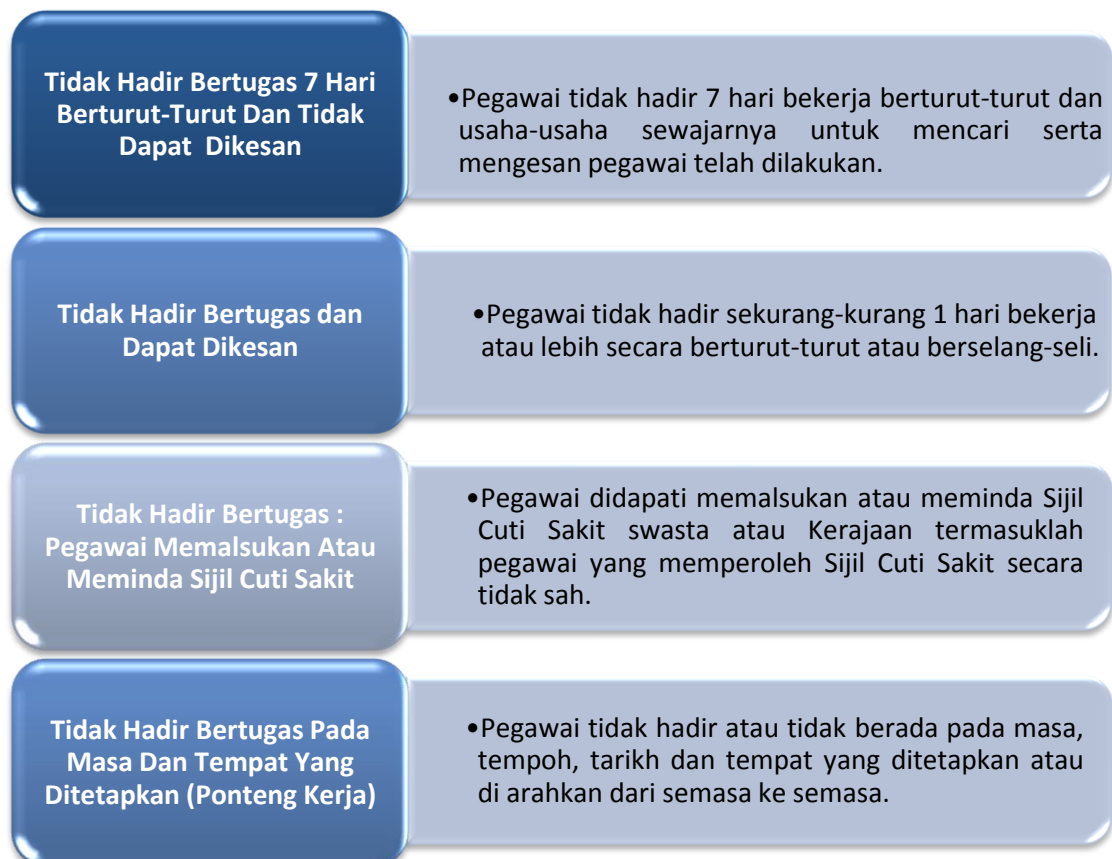 Tidak Hadir Bertugas 7 Hari
Berturut-Turut Dan Tidak
Dapat Dikesan
•Pegawai tidak hadir 7 hari bekerja berturut-turut dan
usaha-usaha sewajarnya untuk mencari serta
mengesan pegawai telah dilakukan.
Tidak Hadir Bertugas dan
Dapat Dikesan
•Pegawai tidak hadir sekurang-kurang 1 hari bekerja
atau lebih secara berturut-turut atau berselang-seli.
Tidak Hadir Bertugas :
Pegawai Memalsukan Atau
Meminda Sijil Cuti Sakit
•Pegawai didapati memalsukan atau meminda Sijil
Cuti Sakit swasta atau Kerajaan termasuklah
pegawai yang memperoleh Sijil Cuti Sakit secara
tidak sah.
Tidak Hadir Bertugas Pada
Masa Dan Tempat Yang
Ditetapkan (Ponteng Kerja)
•Pegawai tidak hadir atau tidak berada pada masa,
tempoh, tarikh dan tempat yang ditetapkan atau
di arahkan dari semasa ke semasa.